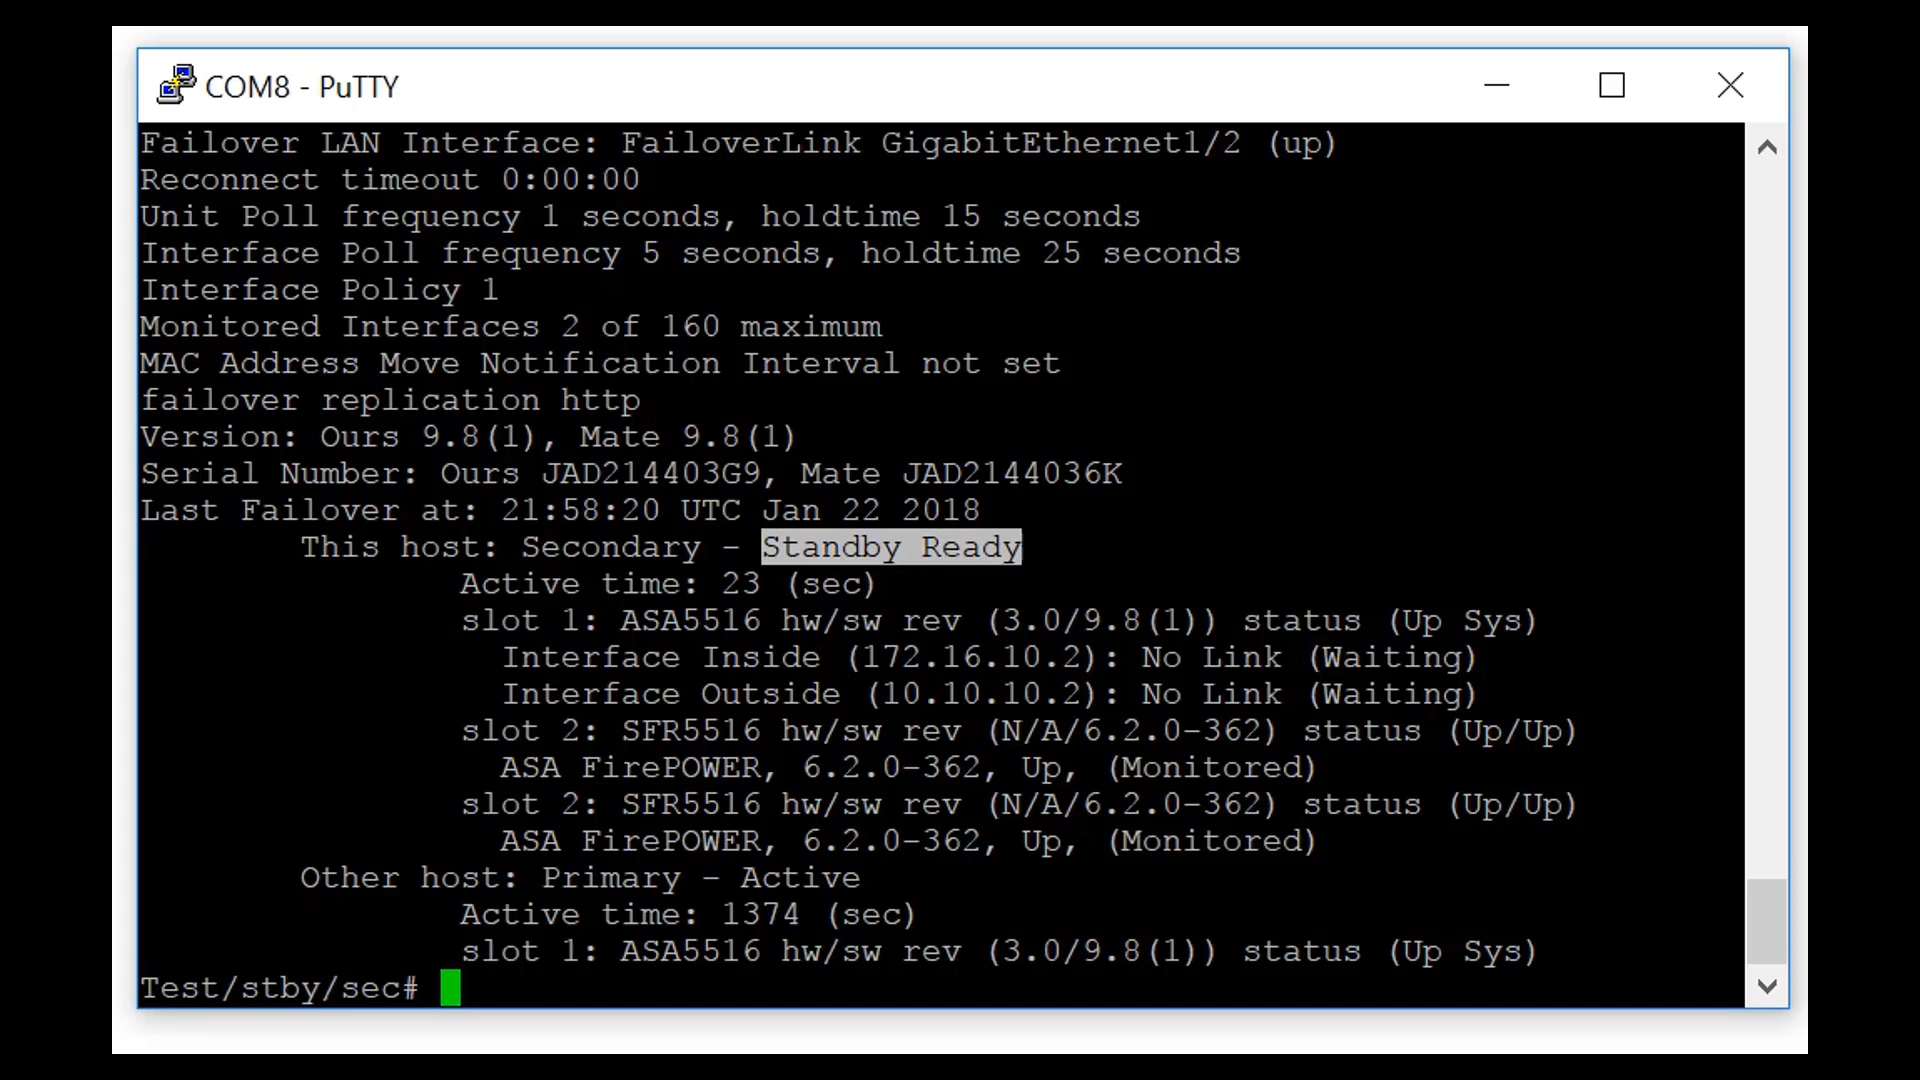 COM8 - PuTTY
Failover LAN Interface: FailoverLink GigabitEthernet1/2 (up)
Reconnect timeout 0:00:00
Unit Poll frequency 1 seconds, holdtime 15 seconds
Interface Poll frequency 5 seconds, holdtime 25 seconds
Interface Policy 1
Monitored Interfaces 2 of 160 maximum
MAC Address Move Notification Interval not set
failover replication http
Version: Ours 9.8(1), Mate 9.8(1)
Serial Number: Ours JAD214403G9, Mate JAD2144036K
Last Failover at: 21:58:20 UTC Jan 22 2018
This host: Secondary - Standby Ready
Active time: 23 (sec)
slot 1: ASA5516 hw/sw rev (3.0/9.8(1)) status (Up Sys)
Interface Inside (172.16.10.2): No Link (Waiting)
Interface Outside (10.10.10.2): No Link (Waiting)
slot 2: SFR5516 hw/sw rev (N/A/6.2.0-362) status (Up/Up)
ASA FirePOWER, 6.2.0-362, Up, (Monitored)
slot 2: SFR5516 hw/sw rev (N/A/6.2.0-362) status (Up/Up)
ASA FirePOWER, 6.2.0-362, Up, (Monitored)
Other host: Primary - Active
Active time: 1374 (sec)
slot 1: ASA5516 hw/sw rev (3.0/9.8(1)) status (Up Sys)
Test/stby/sec#